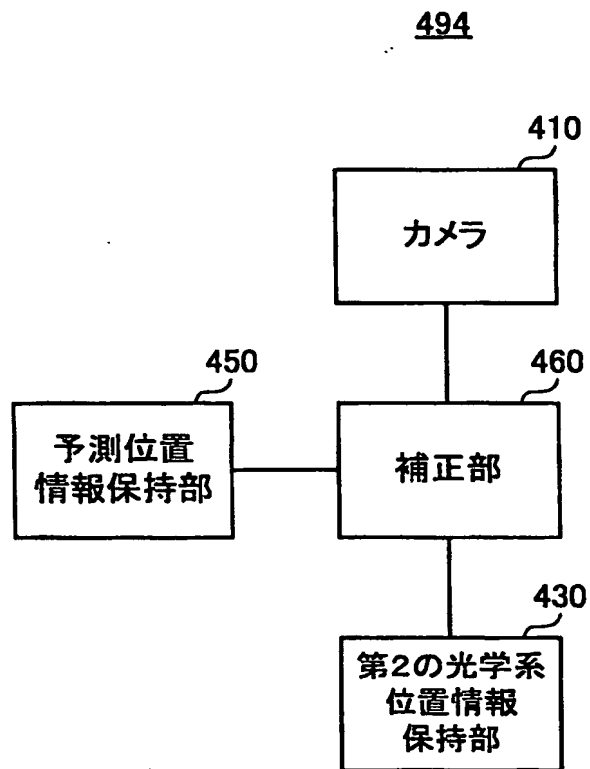 494
410
カメラ
450
予測位置
情報保持部
460
補正部
430
第2の光学系
位置情報
保持部